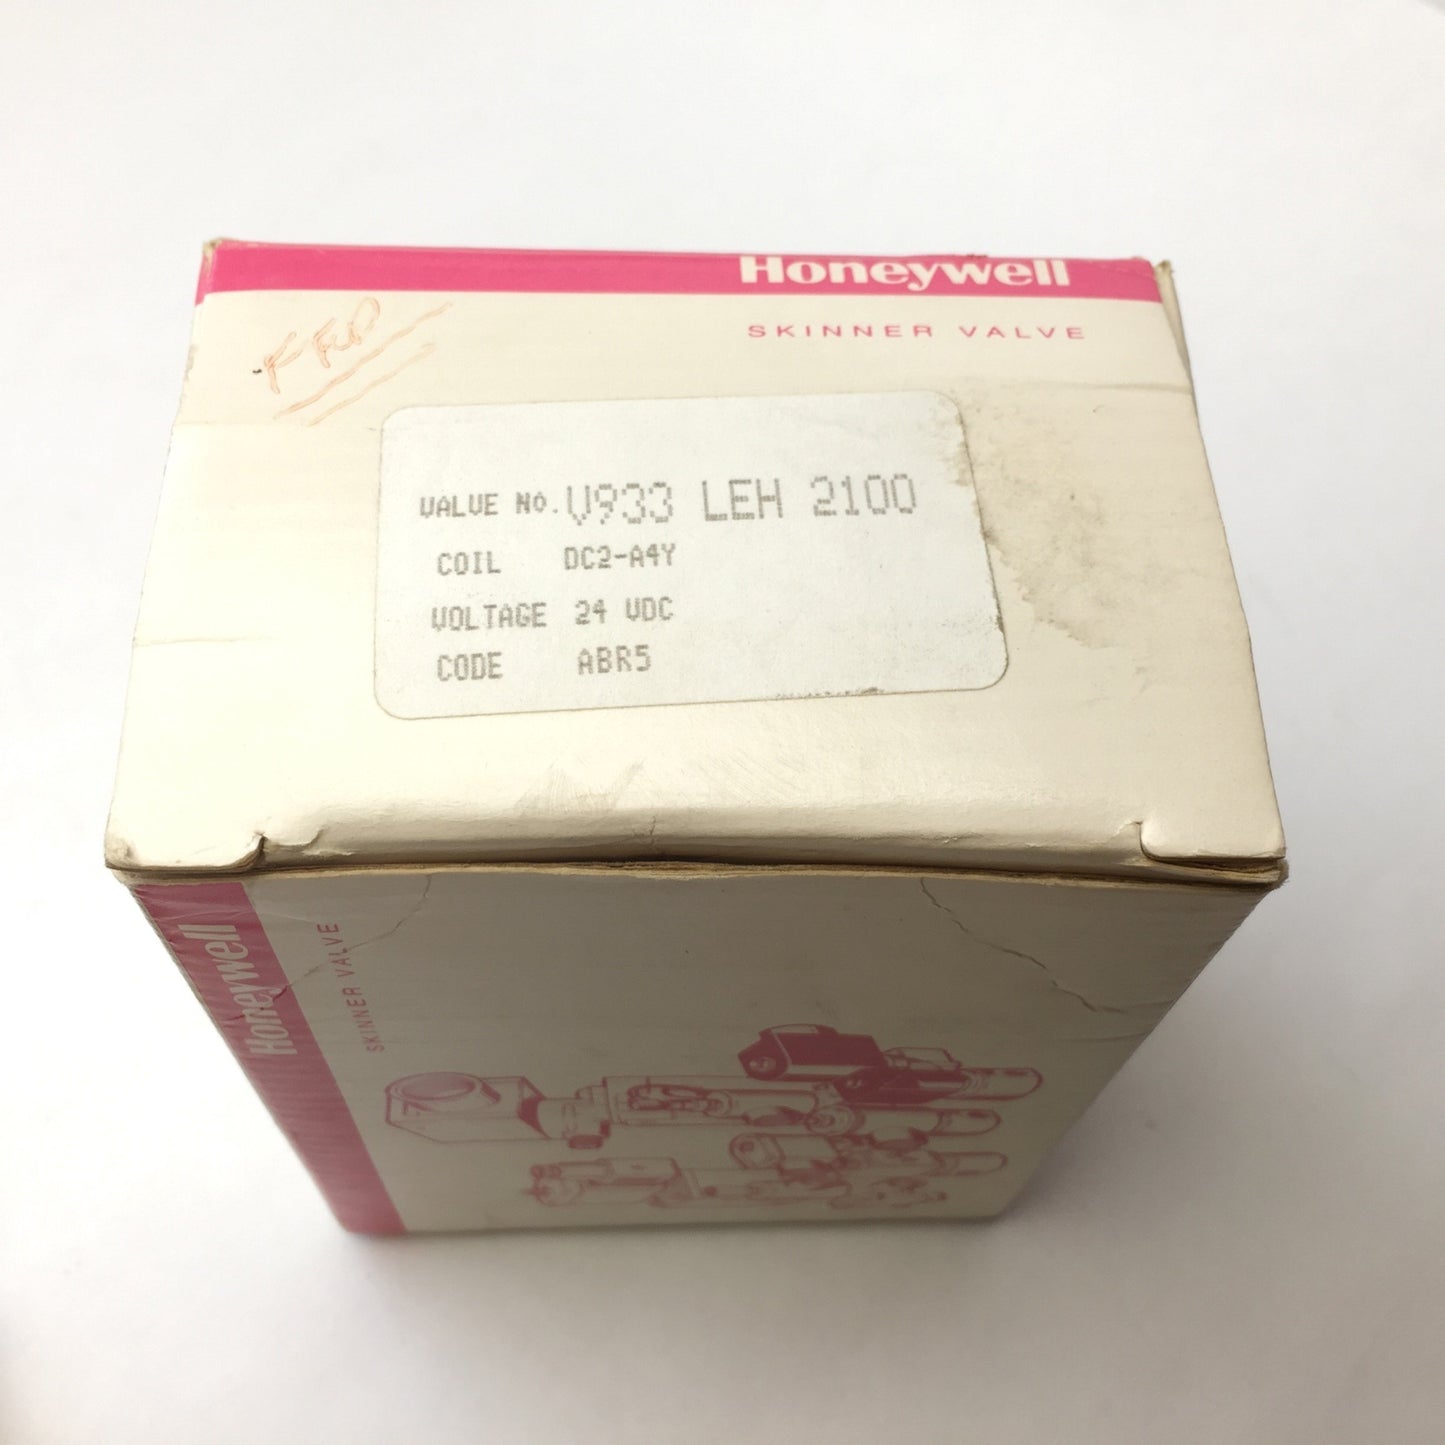 Honeywell
SKINNER VALVE
VALVE NO. V933 LEH 2100
COIL DC2-A4Y
VOLTAGE 24 VDC
CODE ABR5
Honeywell
SKINNER VALVE